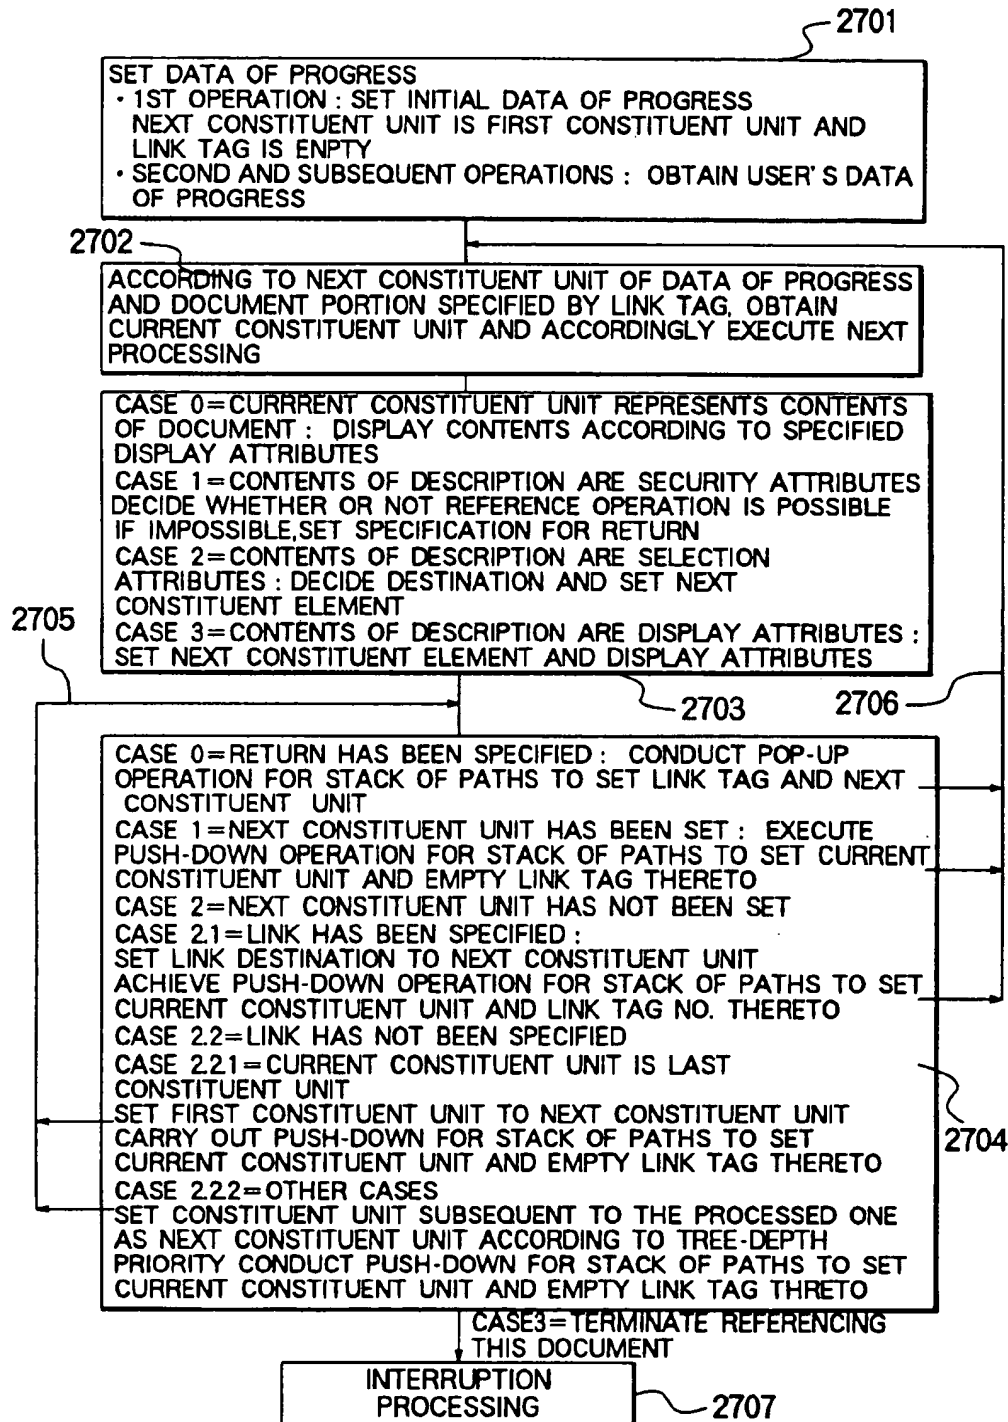 2701
SET DATA OF PROGRESS
· 1ST OPERATION : SET INITIAL DATA OF PROGRESS
NEXT CONSTITUENT UNIT IS FIRST CONSTITUENT UNIT AND
LINK TAG IS ENPTY
· SECOND AND SUBSEQUENT OPERATIONS : OBTAIN USER'S DATA
OF PROGRESS
2702
ACCORDING TO NEXT CONSTITUENT UNIT OF DATA OF PROGRESS
AND DOCUMENT PORTION SPECIFIED BY LINK TAG, OBTAIN
CURRENT CONSTITUENT UNIT AND ACCORDINGLY EXECUTE NEXT
PROCESSING
CASE 0=CURRRENT CONSTITUENT UNIT REPRESENTS CONTENTS
OF DOCUMENT : DISPLAY CONTENTS ACCORDING TO SPECIFIED
DISPLAY ATTRIBUTES
CASE 1=CONTENTS OF DESCRIPTION ARE SECURITY ATTRIBUTES
DECIDE WHETHER OR NOT REFERENCE OPERATION IS POSSIBLE
IF IMPOSSIBLE,SET SPECIFICATION FOR RETURN
CASE 2=CONTENTS OF DESCRIPTION ARE SELECTION
ATTRIBUTES : DECIDE DESTINATION AND SET NEXT
CONSTITUENT ELEMENT
CASE 3=CONTENTS OF DESCRIPTION ARE DISPLAY ATTRIBUTES :
SET NEXT CONSTITUENT ELEMENT AND DISPLAY ATTRIBUTES
2705
2703
2706
CASE 0=RETURN HAS BEEN SPECIFIED : CONDUCT POP-UP
OPERATION FOR STACK OF PATHS TO SET LINK TAG AND NEXT
CONSTITUENT UNIT
CASE 1=NEXT CONSTITUENT UNIT HAS BEEN SET : EXECUTE
PUSH-DOWN OPERATION FOR STACK OF PATHS TO SET CURRENT
CONSTITUENT UNIT AND EMPTY LINK TAG THERETO
CASE 2=NEXT CONSTITUENT UNIT HAS NOT BEEN SET
CASE 2.1=LINK HAS BEEN SPECIFIED :
SET LINK DESTINATION TO NEXT CONSTITUENT UNIT
ACHIEVE PUSH-DOWN OPERATION FOR STACK OF PATHS TO SET
CURRENT CONSTITUENT UNIT AND LINK TAG NO. THERETO
CASE 2.2=LINK HAS NOT BEEN SPECIFIED
CASE 2.2.1=CURRENT CONSTITUENT UNIT IS LAST
CONSTITUENT UNIT
SET FIRST CONSTITUENT UNIT TO NEXT CONSTITUENT UNIT
CARRY OUT PUSH-DOWN FOR STACK OF PATHS TO SET
CURRENT CONSTITUENT UNIT AND EMPTY LINK TAG THERETO
CASE 2.2.2=OTHER CASES
SET CONSTITUENT UNIT SUBSEQUENT TO THE PROCESSED ONE
AS NEXT CONSTITUENT UNIT ACCORDING TO TREE-DEPTH
PRIORITY CONDUCT PUSH-DOWN FOR STACK OF PATHS TO SET
CURRENT CONSTITUENT UNIT AND EMPTY LINK TAG THRETO
2704
CASE3=TERMINATE REFERENCING
THIS DOCUMENT
INTERRUPTION
PROCESSING
2707